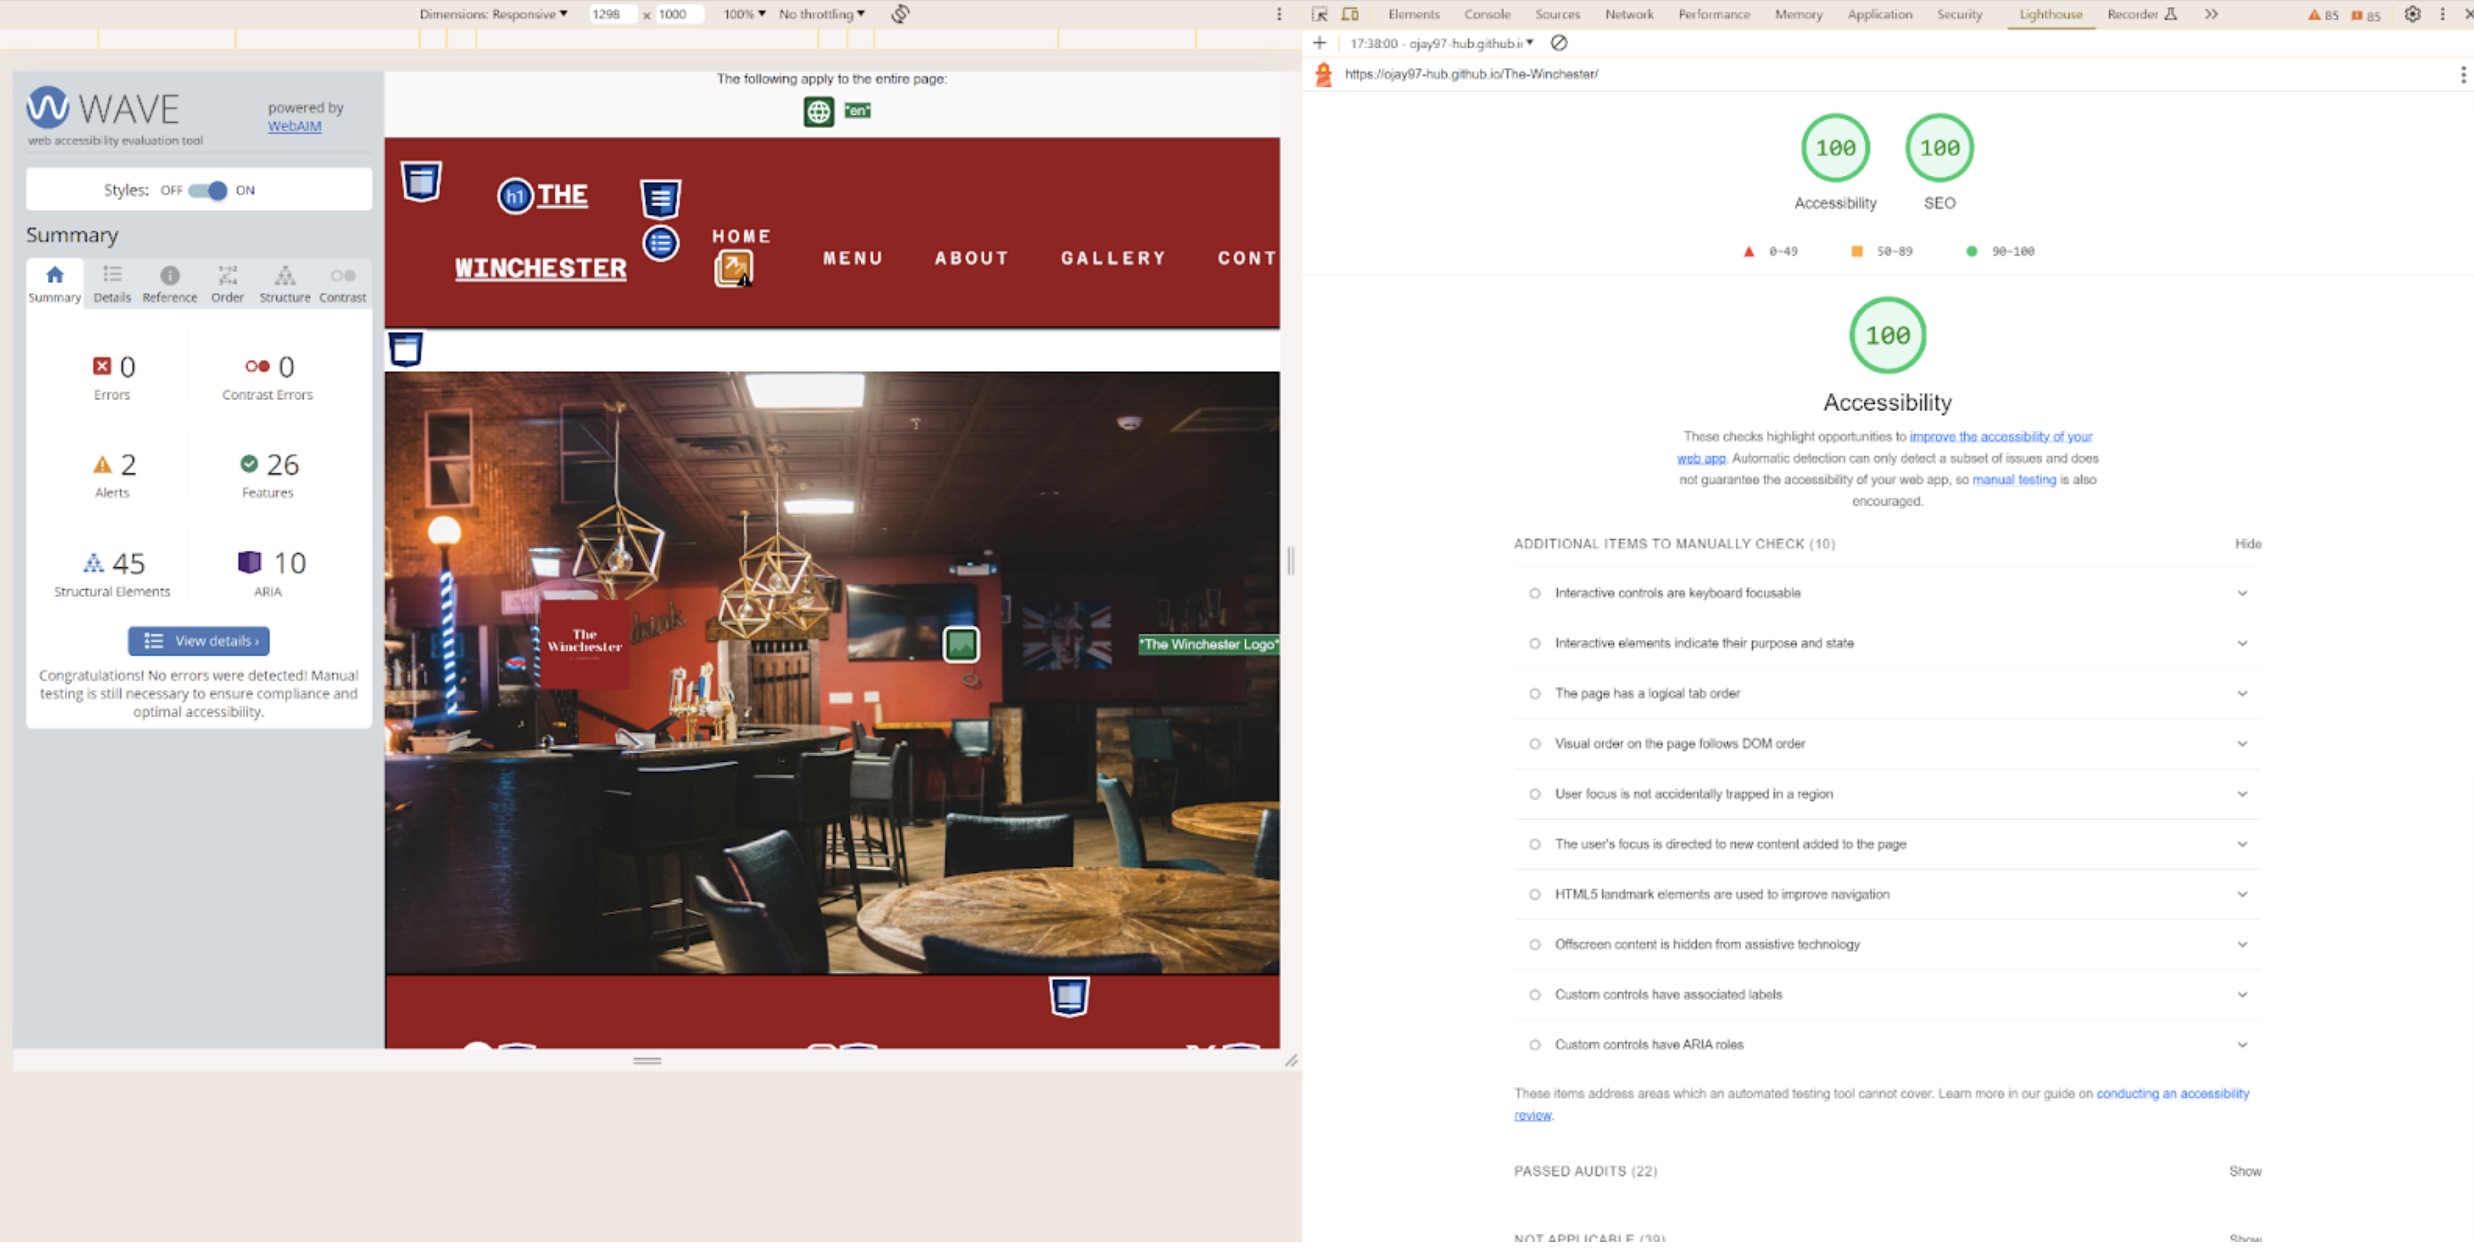 Dimensions: Responsive 1298 x 1000 100% No throttling
WAVE
powered by
WebAIM
web accessibility evaluation tool
Styles: OFF ON
Summary
Summary Details Reference Order Structure Contrast
0
Errors
0
Contrast Errors
2
Alerts
26
Features
45
Structural Elements
10
ARIA
View details ›
Congratulations! No errors were detected! Manual
testing is still necessary to ensure compliance and
optimal accessibility.
The following apply to the entire page:
*en*
h1 THE
WINCHESTER
HOME
MENU ABOUT GALLERY CONT
drink
The
Winchester
*The Winchester Logo*
Elements Console Sources Network Performance Memory Application Security Lighthouse Recorder 85 85
17:38:00 - ojay97-hub.github.i
https://ojay97-hub.github.io/The-Winchester/
100 100
Accessibility SEO
0–49 50–89 90–100
100
Accessibility
These checks highlight opportunities to improve the accessibility of your
web app. Automatic detection can only detect a subset of issues and does
not guarantee the accessibility of your web app, so manual testing is also
encouraged.
ADDITIONAL ITEMS TO MANUALLY CHECK (10) Hide
Interactive controls are keyboard focusable
Interactive elements indicate their purpose and state
The page has a logical tab order
Visual order on the page follows DOM order
User focus is not accidentally trapped in a region
The user's focus is directed to new content added to the page
HTML5 landmark elements are used to improve navigation
Offscreen content is hidden from assistive technology
Custom controls have associated labels
Custom controls have ARIA roles
These items address areas which an automated testing tool cannot cover. Learn more in our guide on conducting an accessibility
review.
PASSED AUDITS (22) Show
NOT APPLICABLE (39) Show